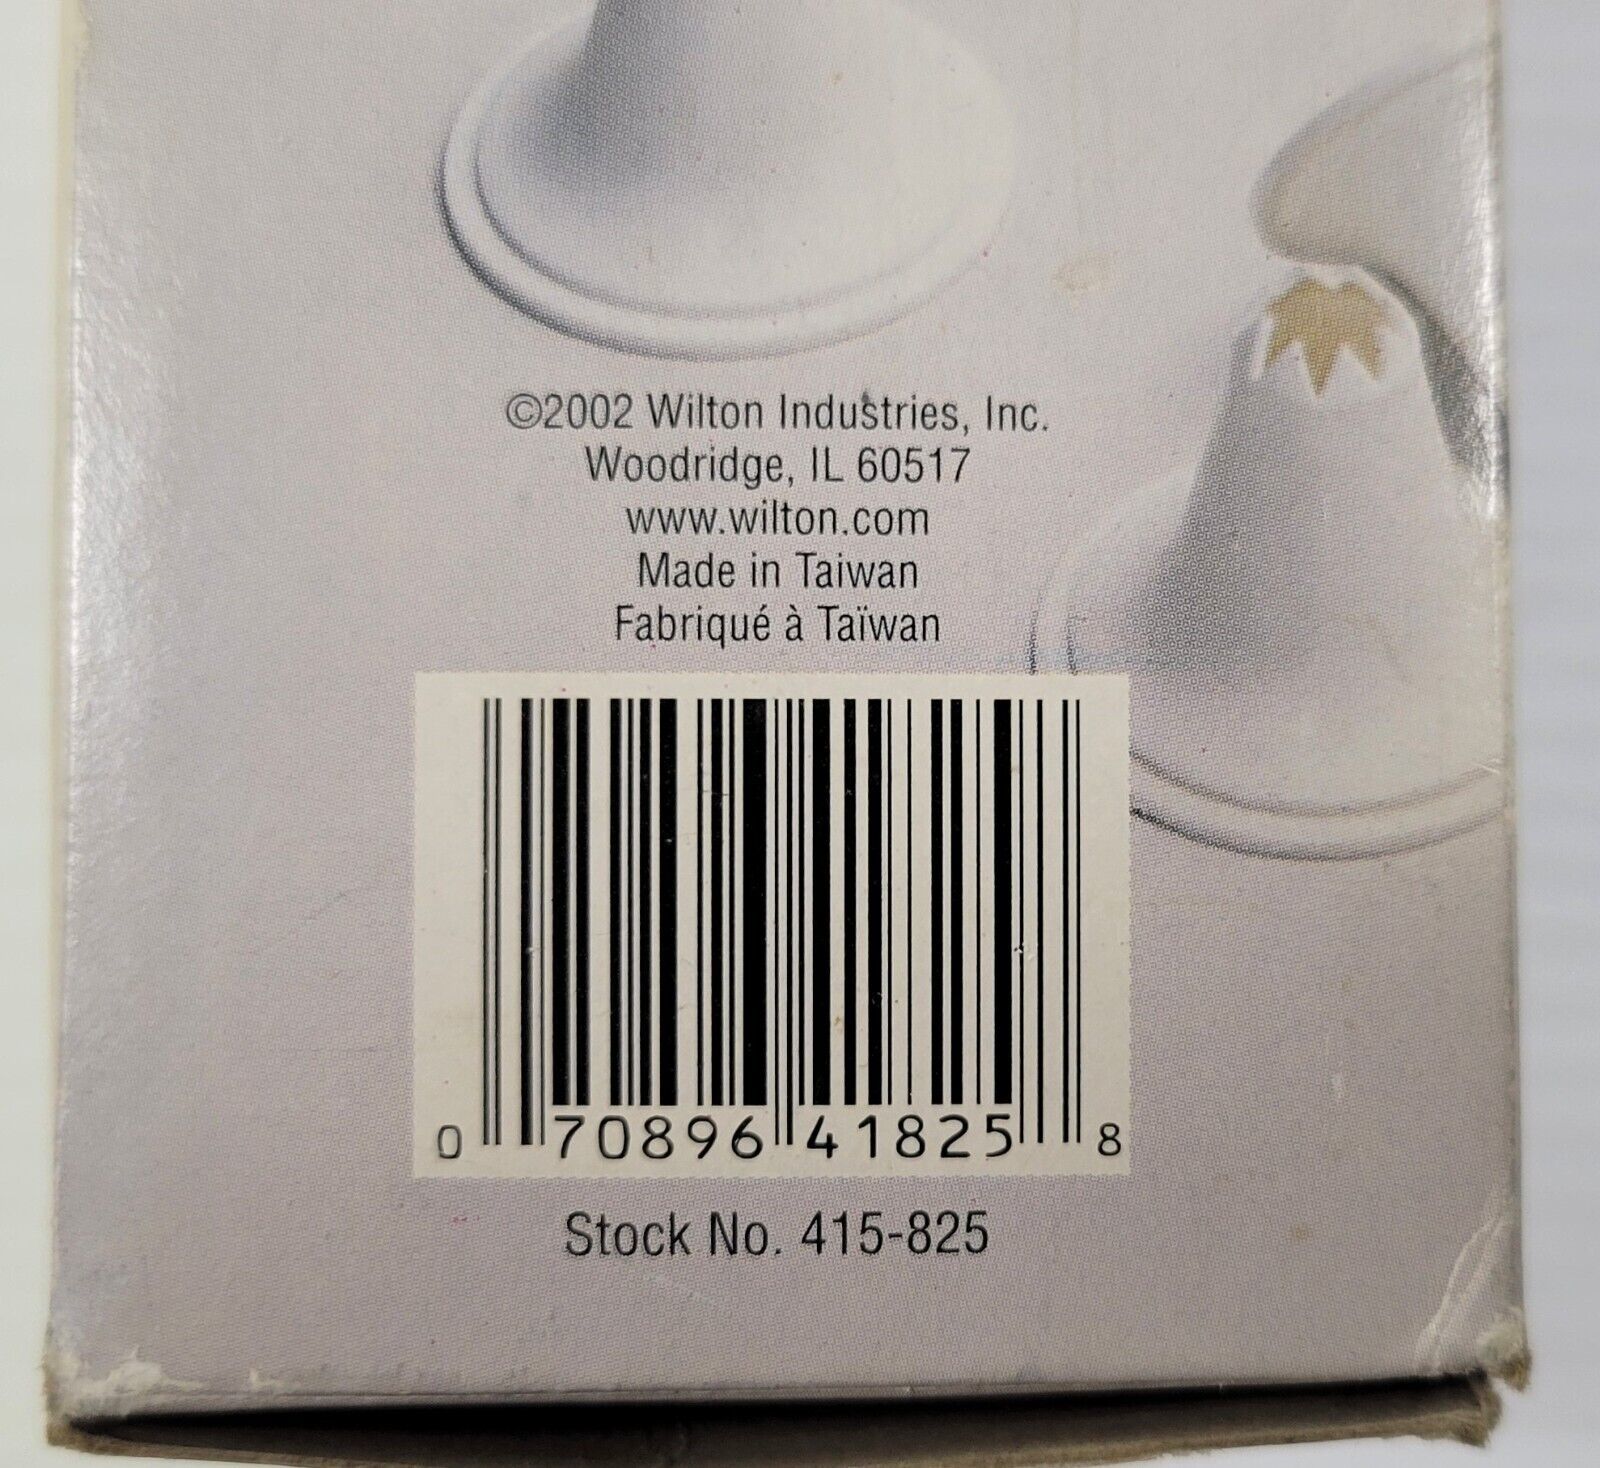 ©2002 Wilton Industries, Inc.
Woodridge, IL 60517
www.wilton.com
Made in Taiwan
Fabriqué à Taïwan
0 70896 41825 8
Stock No. 415-825